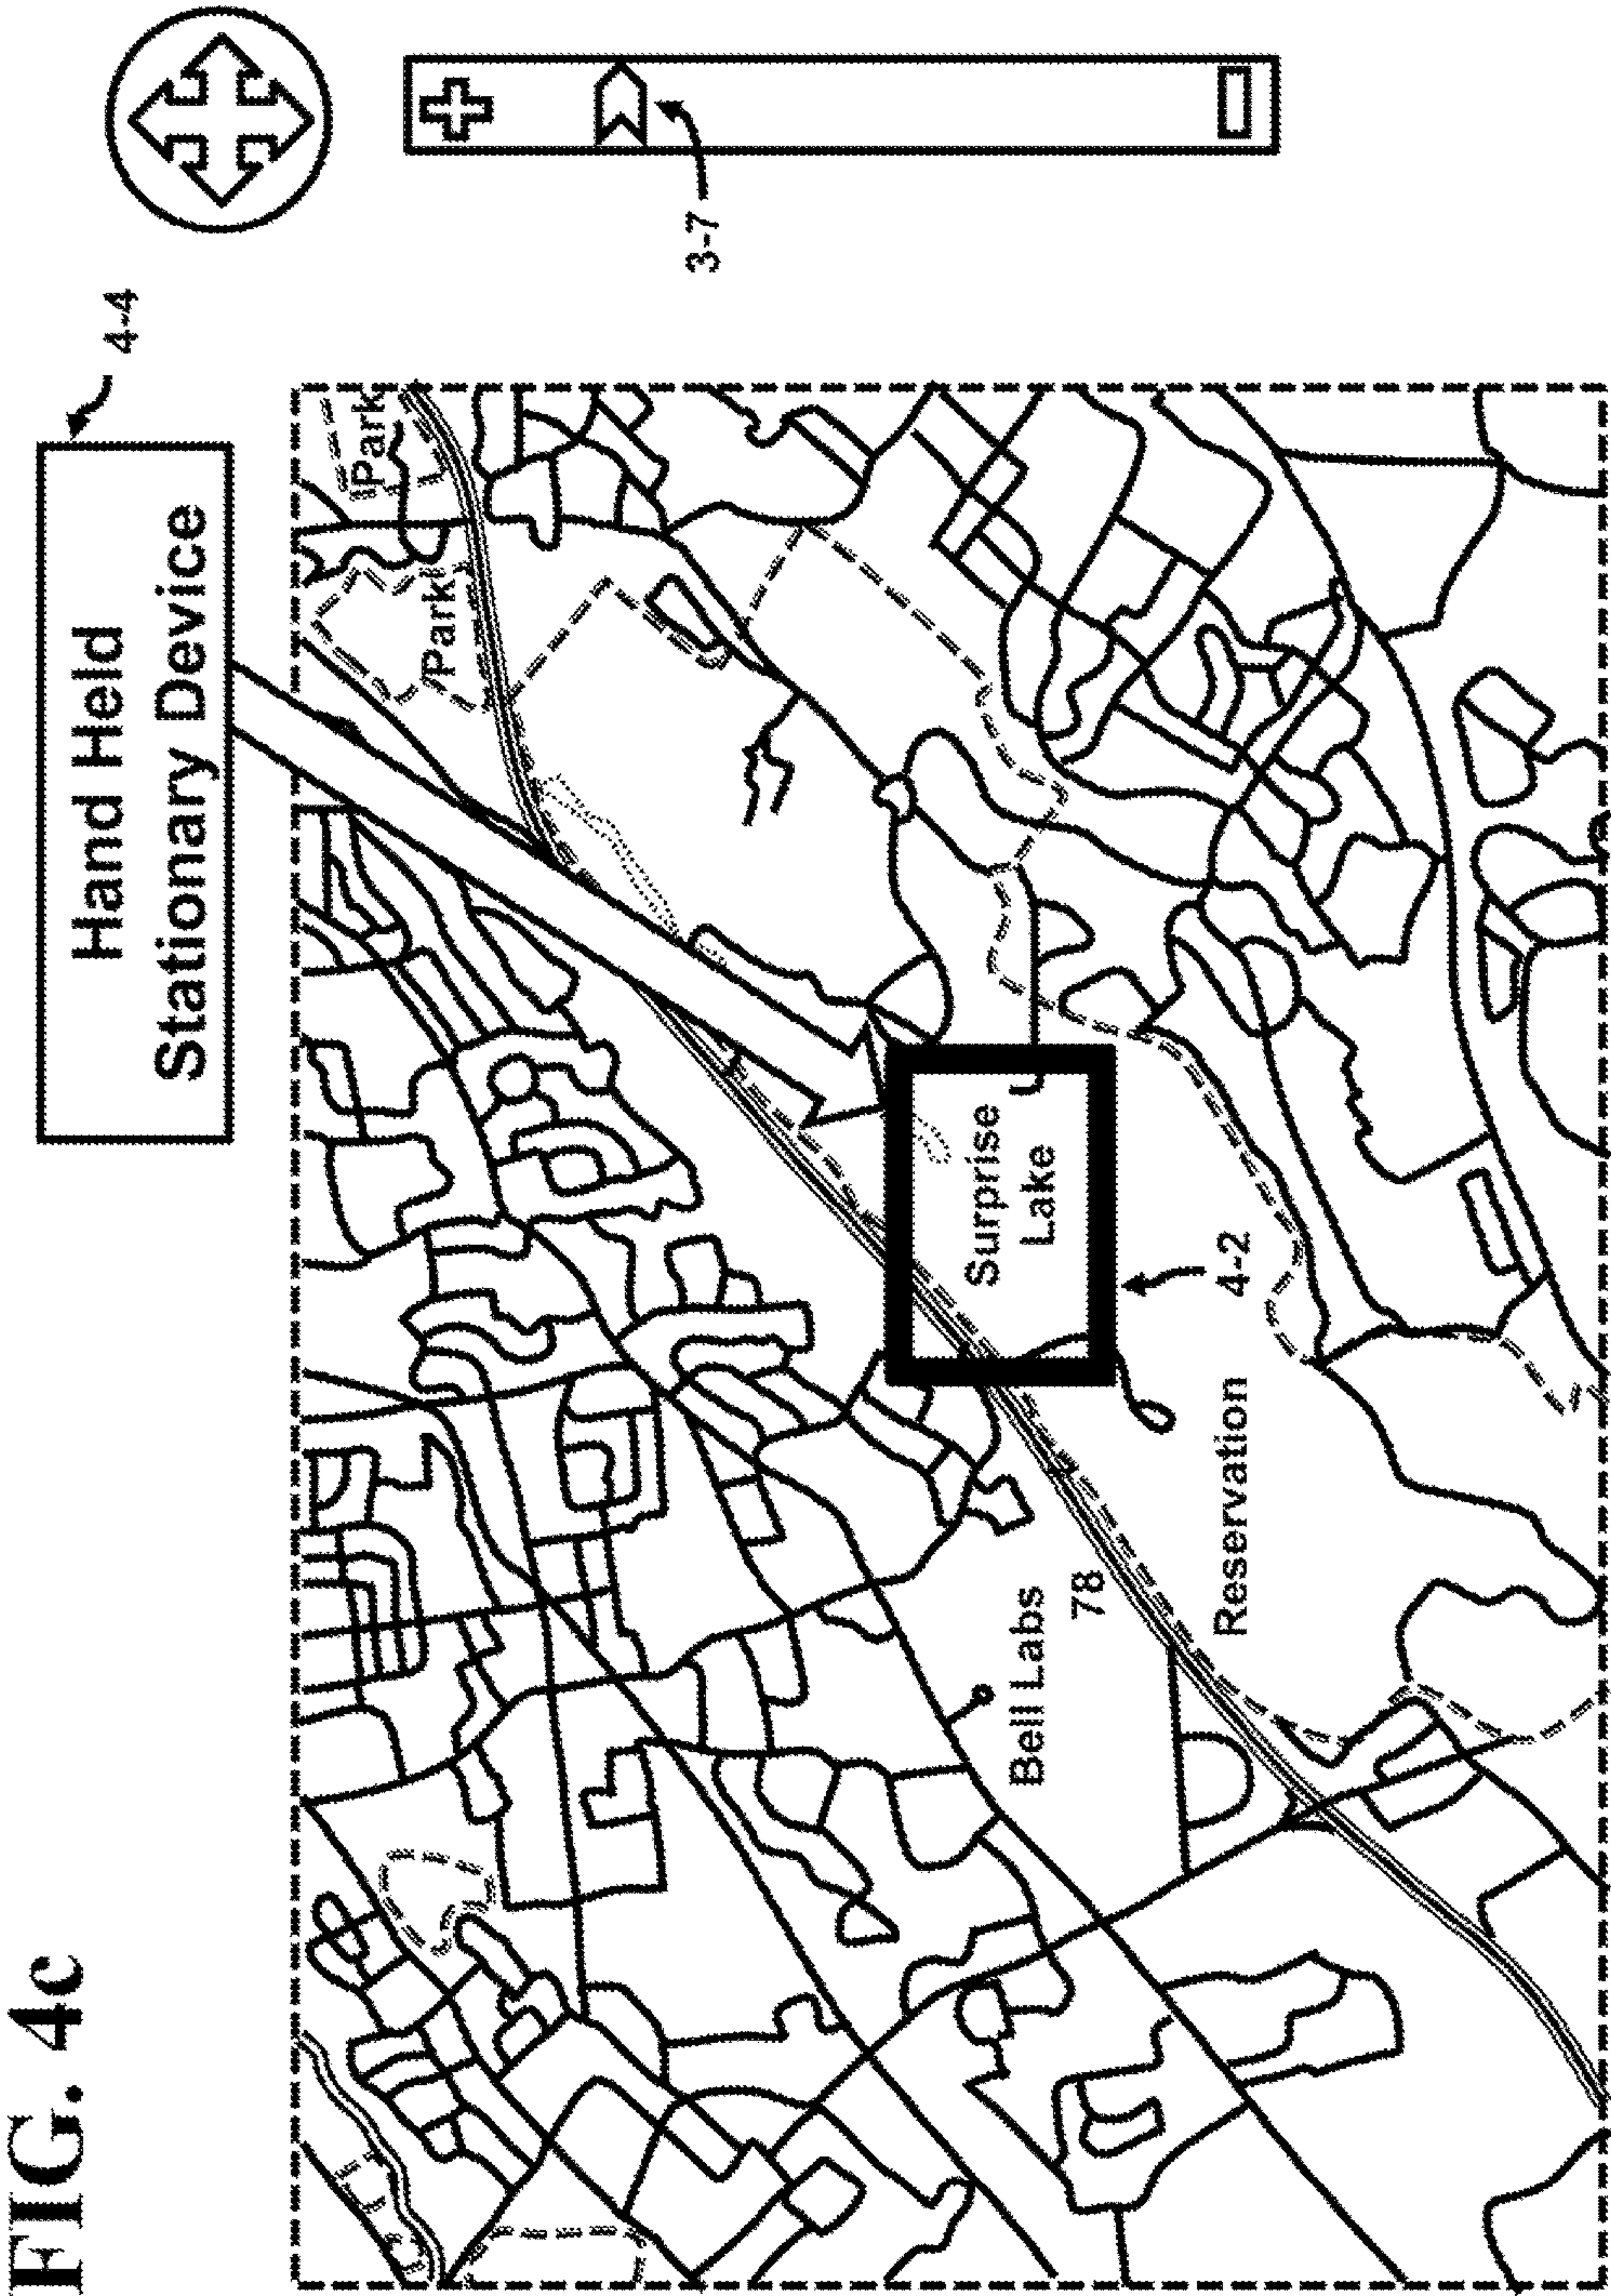 FIG. 4c
Hand Held
Stationary Device
4-4
3-7
Park
Park
Surprise
Lake
4-2
Bell Labs
78
Reservation